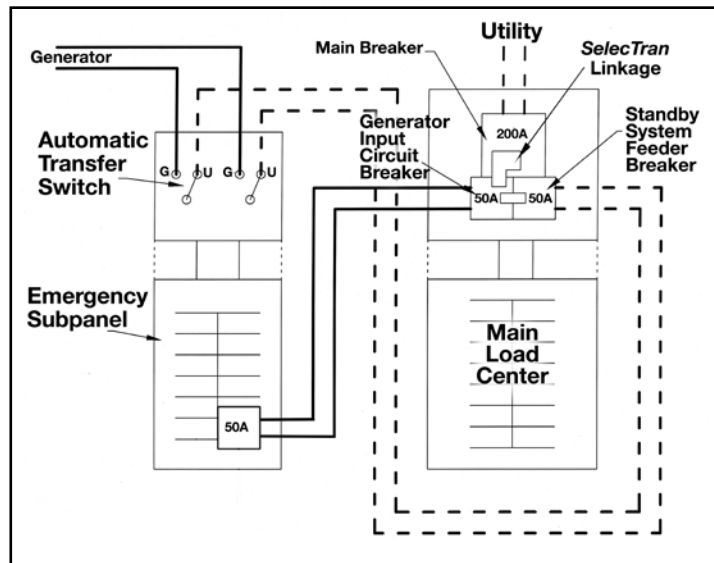 Utility
SelecTran
Linkage
Main Breaker
Generator
Automatic
Transfer
Switch
G
U
G
U
200A
Generator
Input
Circuit
Breaker
Standby
System
Feeder
Breaker
50A
50A
Emergency
Subpanel
Main
Load
Center
50A